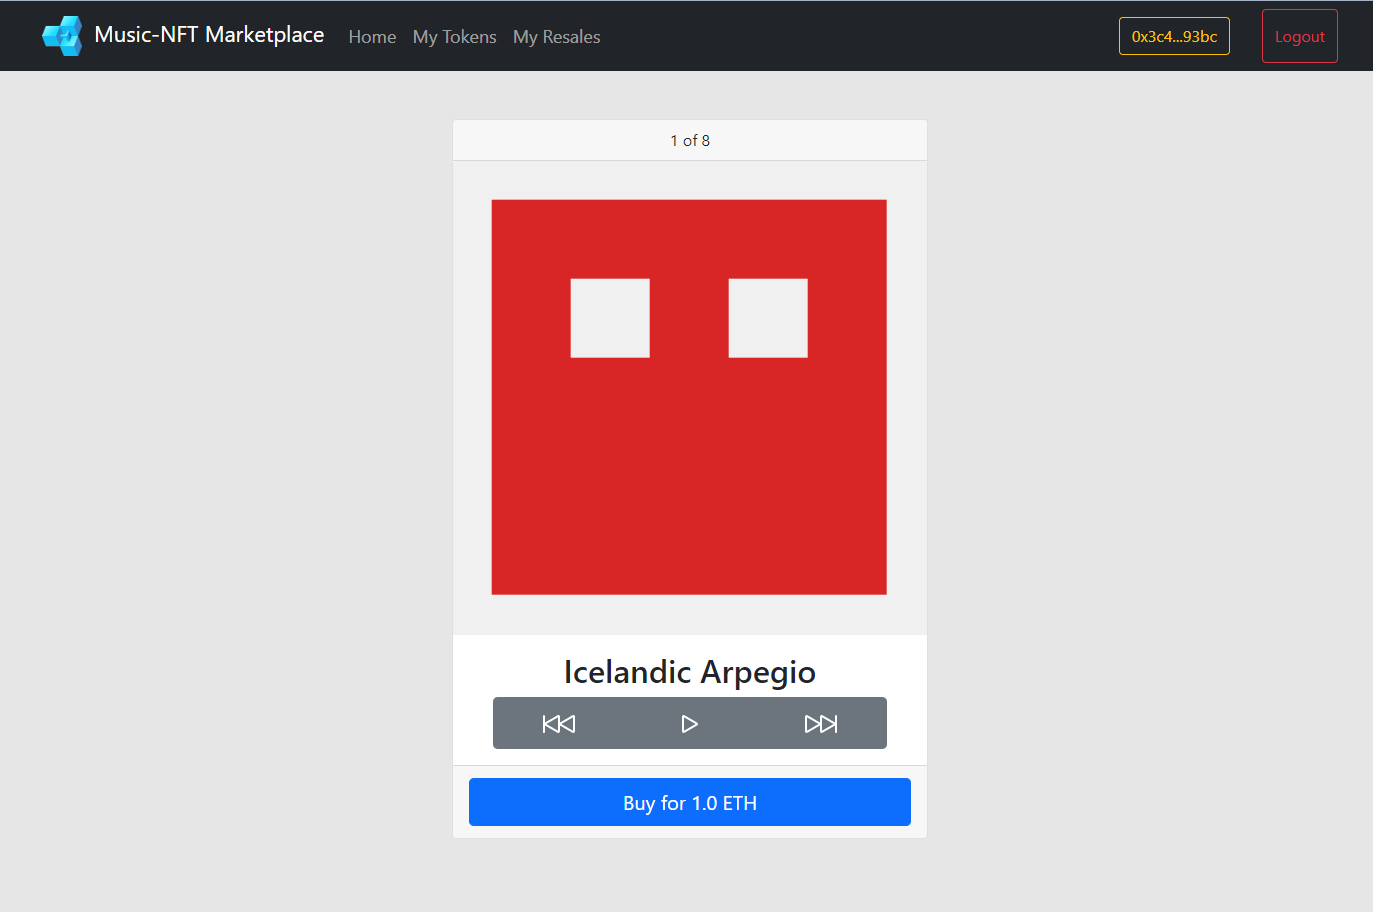 Music-NFT Marketplace Home My Tokens My Resales 0x3c4...93bc Logout
1 of 8
Icelandic Arpegio
Buy for 1.0 ETH